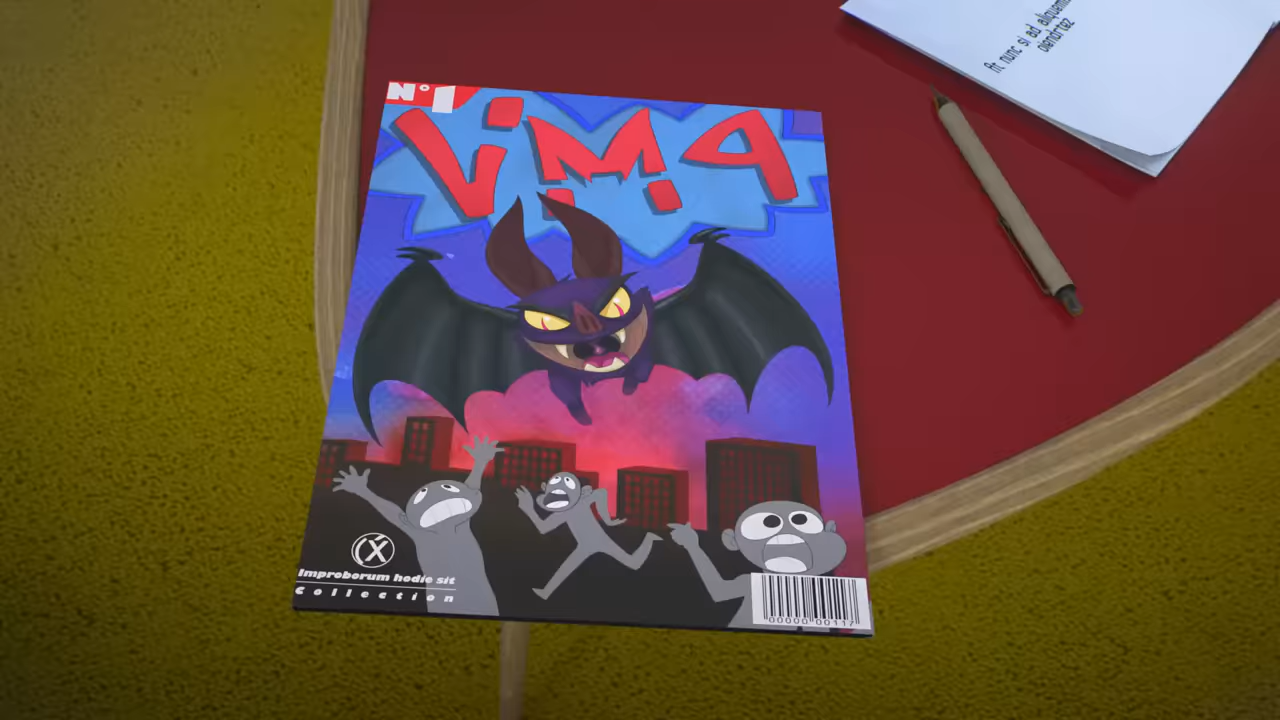 N°1
VIMA
Improborum hodie sit
Collection
00000 00117
At nunc si ad aliquem